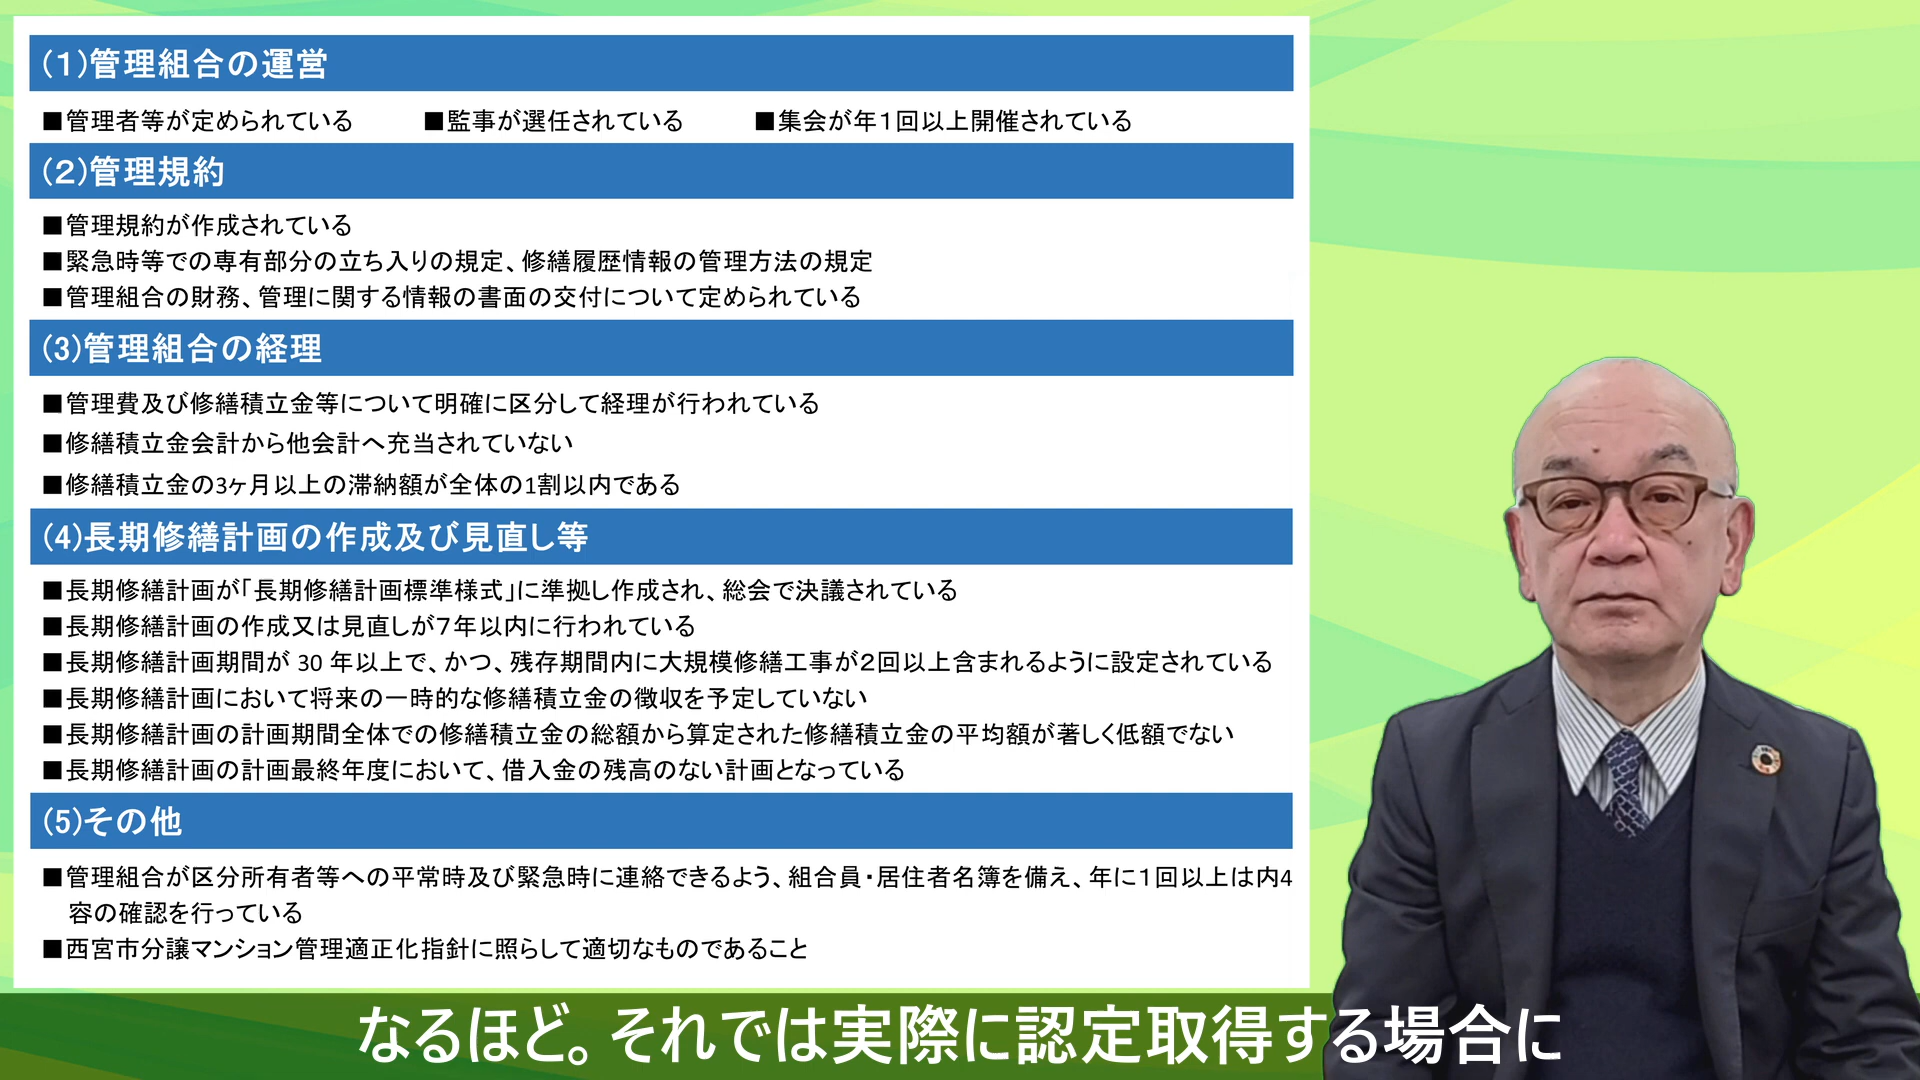 (1)管理組合の運営
■管理者等が定められている ■監事が選任されている ■集会が年1回以上開催されている
(2)管理規約
■管理規約が作成されている
■緊急時等での専有部分の立ち入りの規定、修繕履歴情報の管理方法の規定
■管理組合の財務、管理に関する情報の書面の交付について定められている
(3)管理組合の経理
■管理費及び修繕積立金等について明確に区分して経理が行われている
■修繕積立金会計から他会計へ充当されていない
■修繕積立金の3ヶ月以上の滞納額が全体の1割以内である
(4)長期修繕計画の作成及び見直し等
■長期修繕計画が「長期修繕計画標準様式」に準拠し作成され、総会で決議されている
■長期修繕計画の作成又は見直しが7年以内に行われている
■長期修繕計画期間が 30 年以上で、かつ、残存期間内に大規模修繕工事が2回以上含まれるように設定されている
■長期修繕計画において将来の一時的な修繕積立金の徴収を予定していない
■長期修繕計画の計画期間全体での修繕積立金の総額から算定された修繕積立金の平均額が著しく低額でない
■長期修繕計画の計画最終年度において、借入金の残高のない計画となっている
(5)その他
■管理組合が区分所有者等への平常時及び緊急時に連絡できるよう、組合員・居住者名簿を備え、年に1回以上は内4
容の確認を行っている
■西宮市分譲マンション管理適正化指針に照らして適切なものであること
なるほど。それでは実際に認定取得する場合に